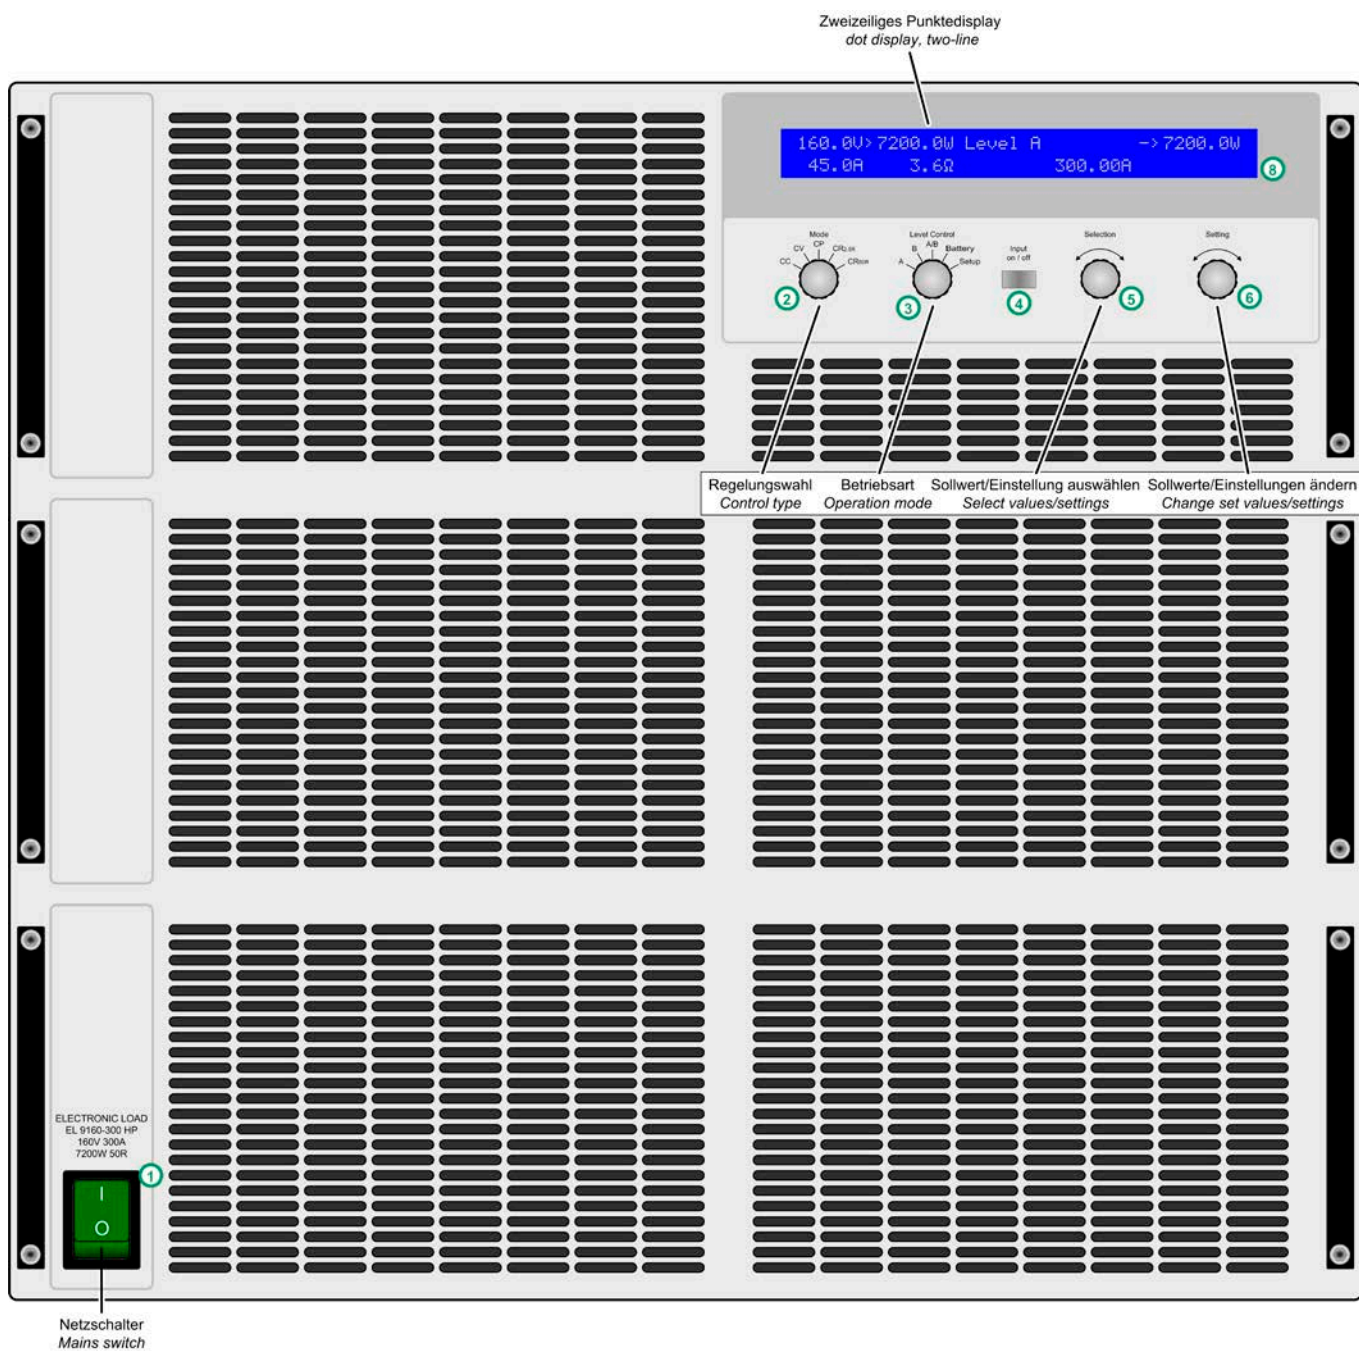 Zweizeiliges Punktedisplay
dot display, two-line
160.0V>7200.0W Level A ->7200.0W
45.0A 3.6Ω 300.00A
8
Mode
CC CV CP CR2.0K CR50R
2
Level Control
A B A/B Battery Setup
3
Input
on / off
4
Selection
5
Setting
6
Regelungswahl
Control type
Betriebsart
Operation mode
Sollwert/Einstellung auswählen
Select values/settings
Sollwerte/Einstellungen ändern
Change set values/settings
ELECTRONIC LOAD
EL 9160-300 HP
160V 300A
7200W 50R
1
I
O
Netzschalter
Mains switch